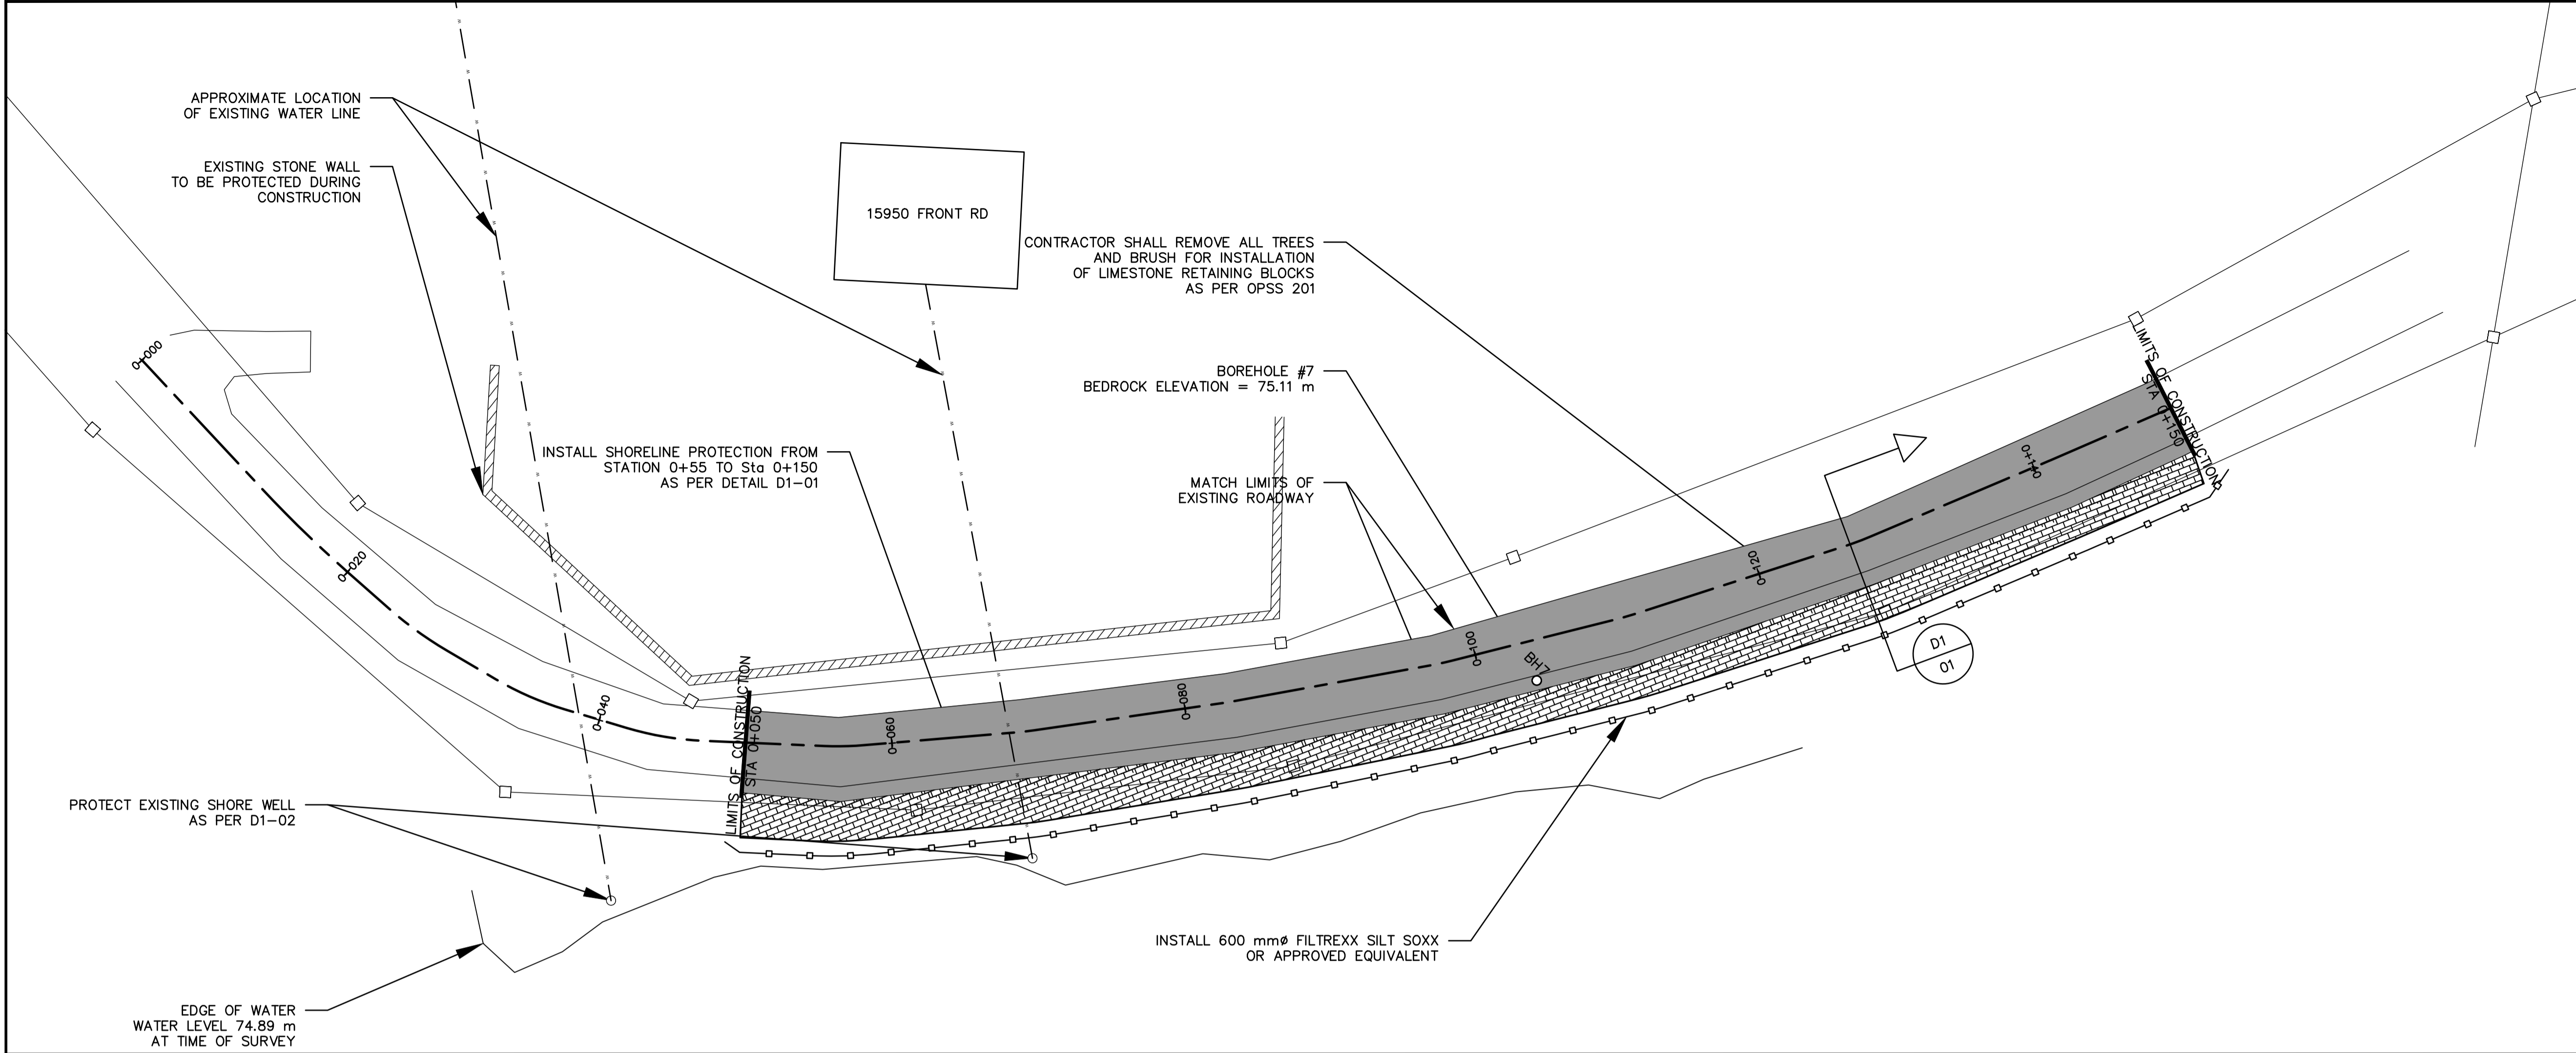 APPROXIMATE LOCATION
OF EXISTING WATER LINE
EXISTING STONE WALL
TO BE PROTECTED DURING
CONSTRUCTION
15950 FRONT RD
CONTRACTOR SHALL REMOVE ALL TREES
AND BRUSH FOR INSTALLATION
OF LIMESTONE RETAINING BLOCKS
AS PER OPSS 201
BOREHOLE #7
BEDROCK ELEVATION = 75.11 m
INSTALL SHORELINE PROTECTION FROM
STATION 0+55 TO Sta 0+150
AS PER DETAIL D1-01
MATCH LIMITS OF
EXISTING ROADWAY
0+000
0+020
0+040
LIMITS OF CONSTRUCTION
STA 0+050
0+060
0+080
0+100
BH7
0+120
0+140
LIMITS OF CONSTRUCTION
STA 0+150
D1
01
PROTECT EXISTING SHORE WELL
AS PER D1-02
INSTALL 600 mmø FILTREXX SILT SOXX
OR APPROVED EQUIVALENT
EDGE OF WATER
WATER LEVEL 74.89 m
AT TIME OF SURVEY